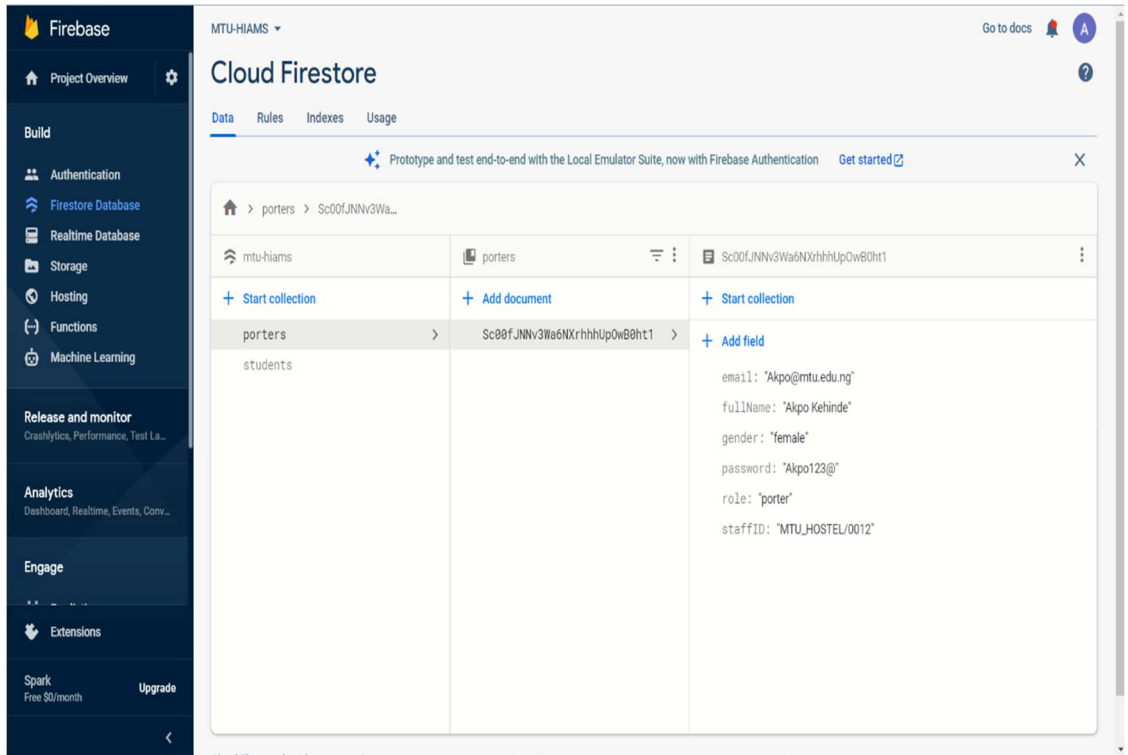 Firebase
Project Overview
Build
Authentication
Firestore Database
Realtime Database
Storage
Hosting
Functions
Machine Learning
Release and monitor
Crashlytics, Performance, Test La...
Analytics
Dashboard, Realtime, Events, Conv...
Engage
Extensions
Spark
Free $0/month
Upgrade
MTU-HIAMS
Go to docs
A
Cloud Firestore
Data Rules Indexes Usage
Prototype and test end-to-end with the Local Emulator Suite, now with Firebase Authentication Get started
porters > Sc00fJNNv3Wa...
mtu-hiams
Start collection
porters
students
porters
Add document
Sc00fJNNv3Wa6NXrhhhUpOwB0ht1
Sc00fJNNv3Wa6NXrhhhUpOwB0ht1
Start collection
Add field
email: "Akpo@mtu.edu.ng"
fullName: "Akpo Kehinde"
gender: "female"
password: "Akpo123@"
role: "porter"
staffID: "MTU_HOSTEL/0012"